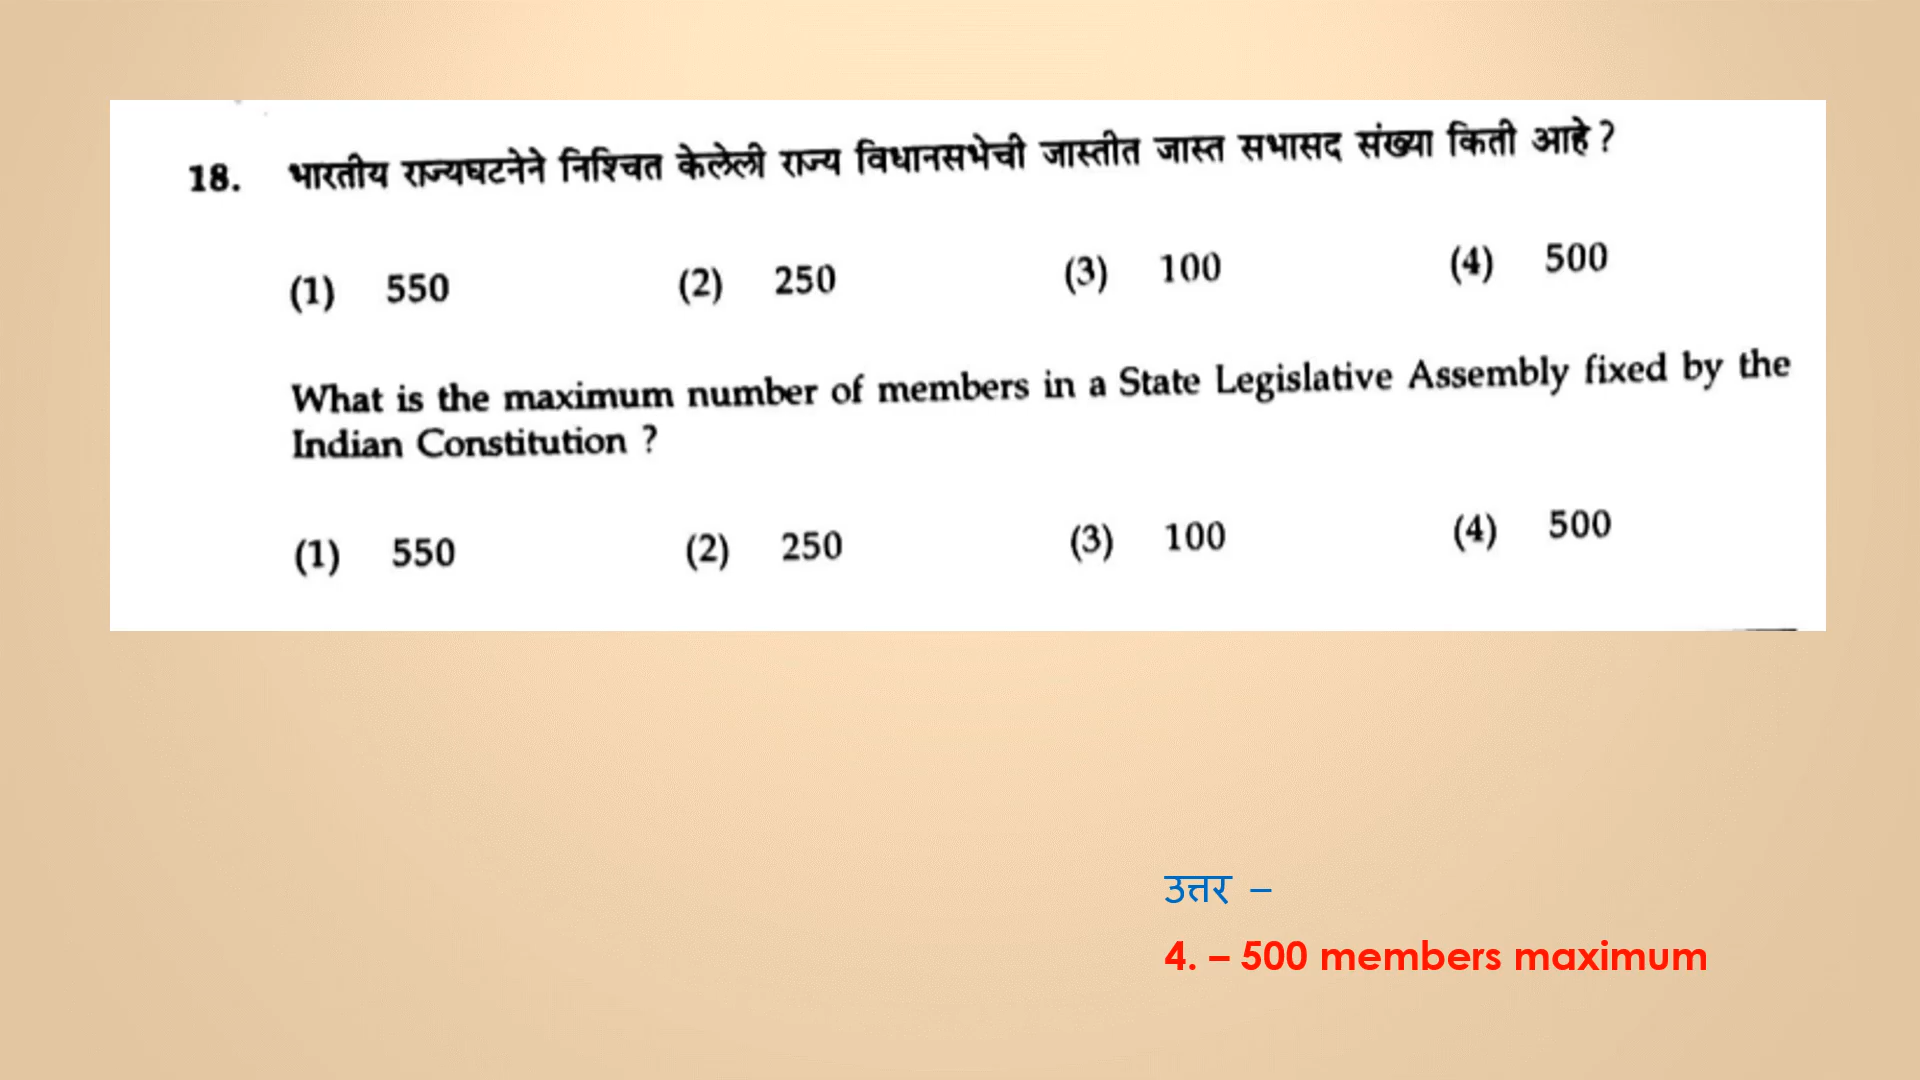 18. भारतीय राज्यघटनेने निश्चित केलेली राज्य विधानसभेची जास्तीत जास्त सभासद संख्या किती आहे ?
(1) 550 (2) 250 (3) 100 (4) 500
What is the maximum number of members in a State Legislative Assembly fixed by the
Indian Constitution ?
(1) 550 (2) 250 (3) 100 (4) 500
उत्तर –
4. – 500 members maximum